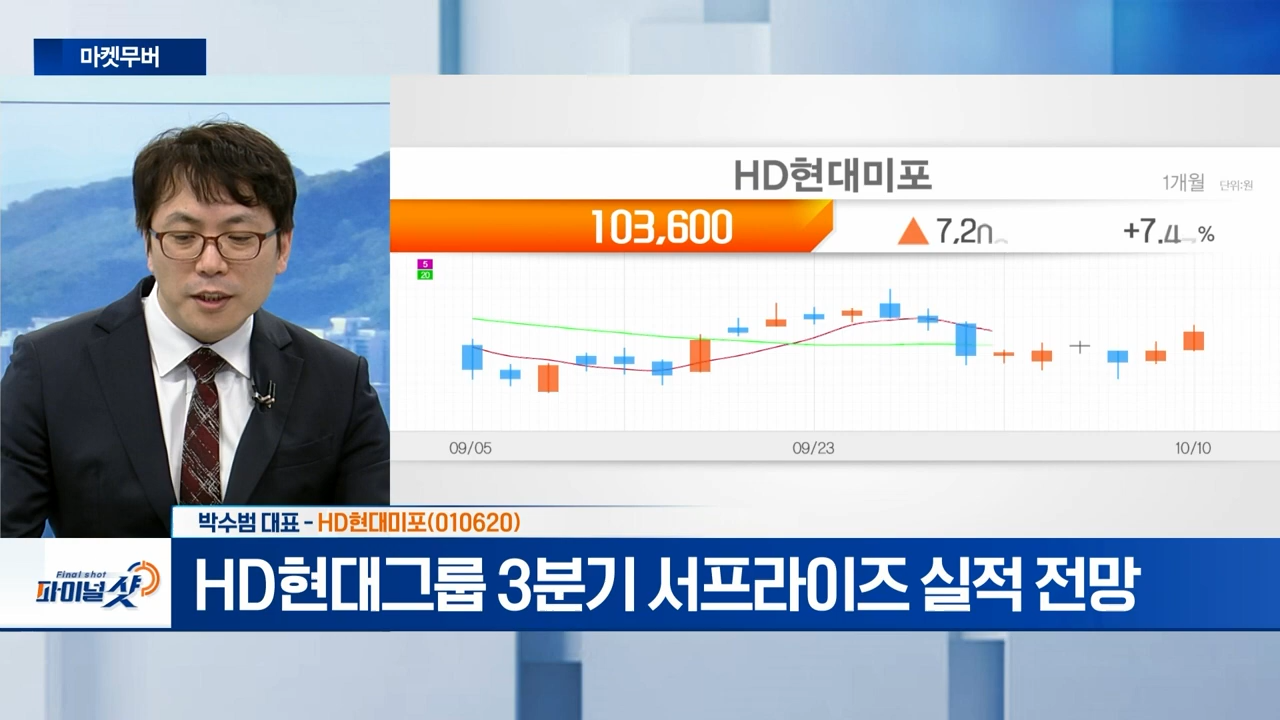 마켓무버
HD현대미포
1개월 단위:원
103,600
+7.4 %
5
20
09/05 09/23 10/10
박수범 대표 - HD현대미포(010620)
Final shot
파이널샷
HD현대그룹 3분기 서프라이즈 실적 전망